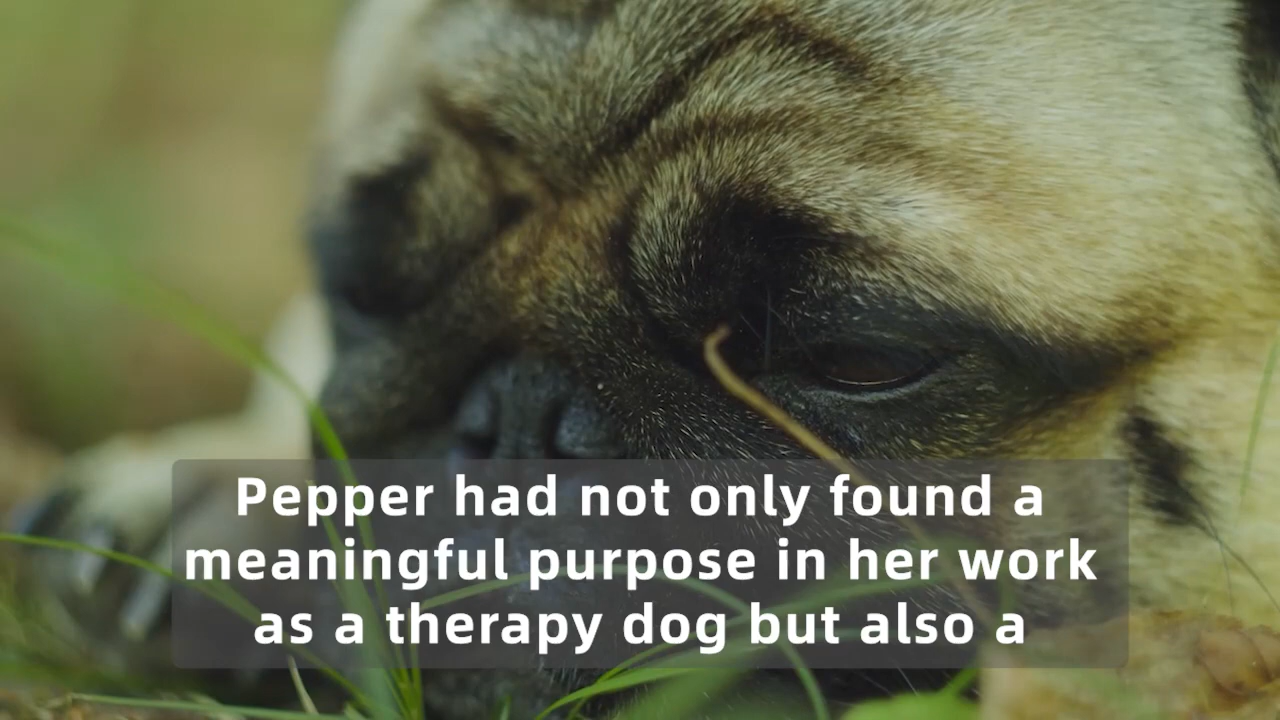 Pepper had not only found a
meaningful purpose in her work
as a therapy dog but also a